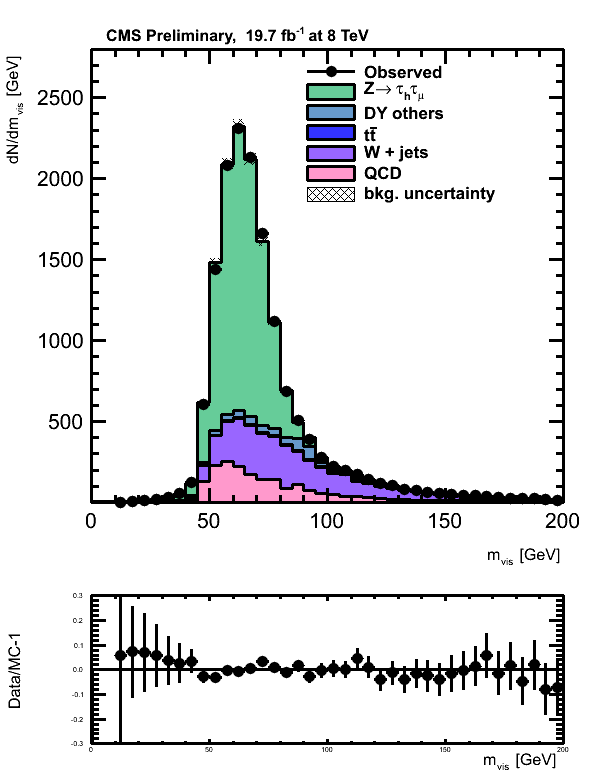 CMS Preliminary, 19.7 fb⁻¹ at 8 TeV
dN/dm_vis [GeV]
2500
2000
1500
1000
500
0
50
100
150
200
Observed
Z→ τ_hτ_μ
DY others
tt̄
W + jets
QCD
bkg. uncertainty
m_vis [GeV]
Data/MC-1
0.3
0.2
0.1
0.0
-0.1
-0.2
-0.3
0
50
100
150
200
m_vis [GeV]